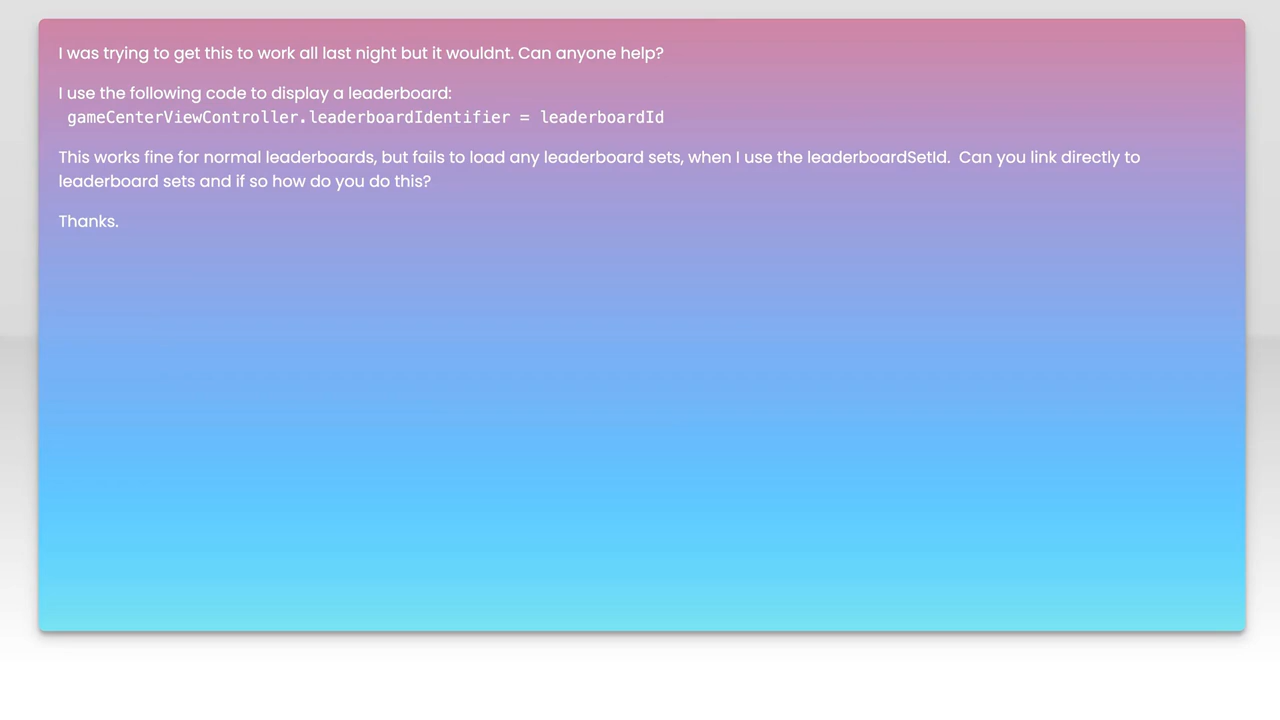 I was trying to get this to work all last night but it wouldnt. Can anyone help?
I use the following code to display a leaderboard:
gameCenterViewController.leaderboardIdentifier = leaderboardId
This works fine for normal leaderboards, but fails to load any leaderboard sets, when I use the leaderboardSetId.  Can you link directly to
leaderboard sets and if so how do you do this?
Thanks.